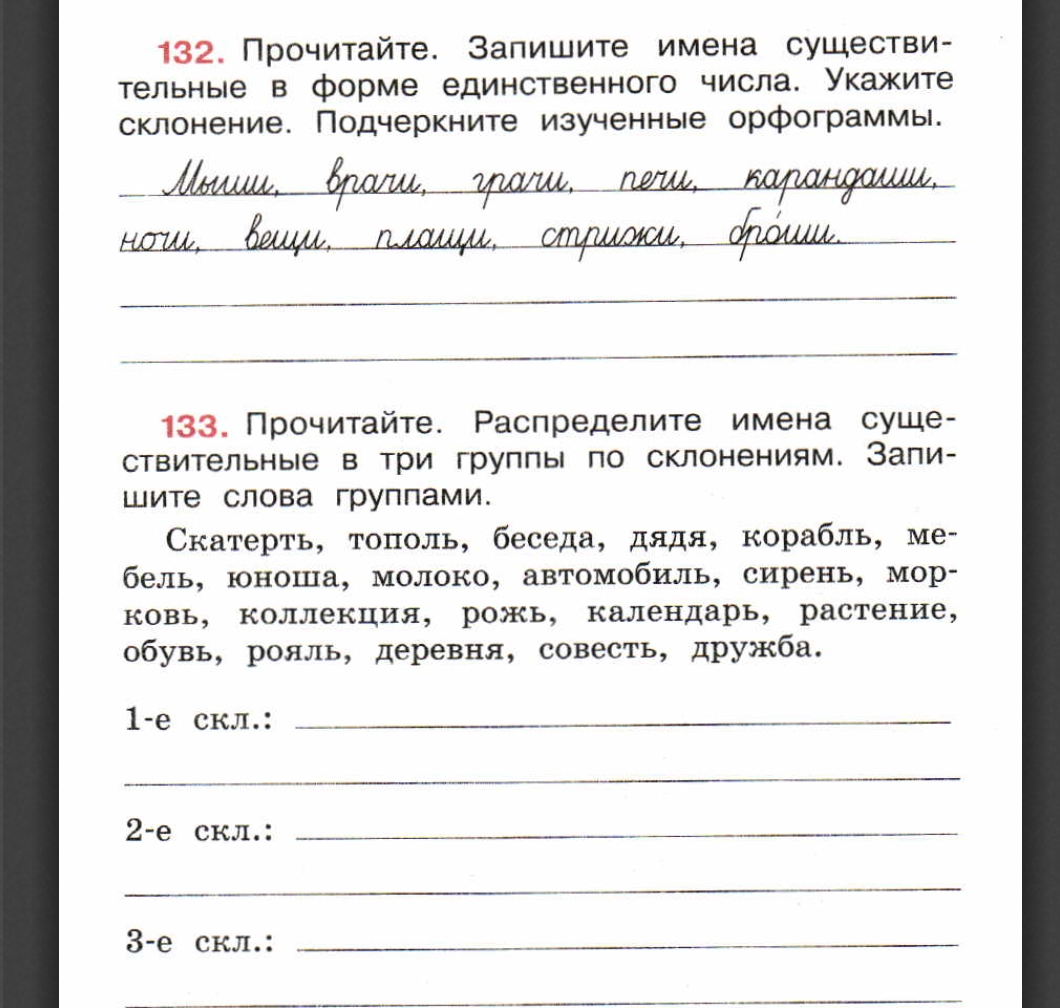 132. Прочитайте. Запишите имена существи-
тельные в форме единственного числа. Укажите
склонение. Подчеркните изученные орфограммы.
Мыши, врачи, грачи, печи, карандаши,
ночи, вещи, плащи, стрижи, бро́ши.
133. Прочитайте. Распределите имена суще-
ствительные в три группы по склонениям. Запи-
шите слова группами.
Скатерть, тополь, беседа, дядя, корабль, ме-
бель, юноша, молоко, автомобиль, сирень, мор-
ковь, коллекция, рожь, календарь, растение,
обувь, рояль, деревня, совесть, дружба.
1-е скл.:
2-е скл.:
3-е скл.: